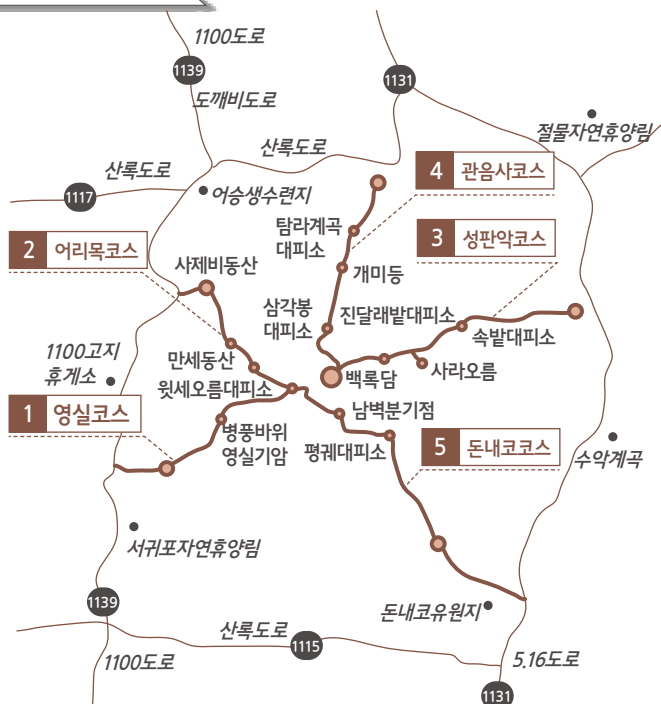 1100도로
1139
1131
도깨비도로
절물자연휴양림
산록도로
산록도로
1117
어승생수련지
4 관음사코스
탐라계곡
대피소
3 성판악코스
2 어리목코스
사제비동산
개미등
삼각봉
대피소
진달래밭대피소
속밭대피소
1100고지
휴게소
만세동산
백록담
사라오름
윗세오름대피소
1 영실코스
남벽분기점
병풍바위
영실기암
평궤대피소
5 돈내코코스
수악계곡
서귀포자연휴양림
1139
돈내코유원지
산록도로
1115
1100도로
5.16도로
1131